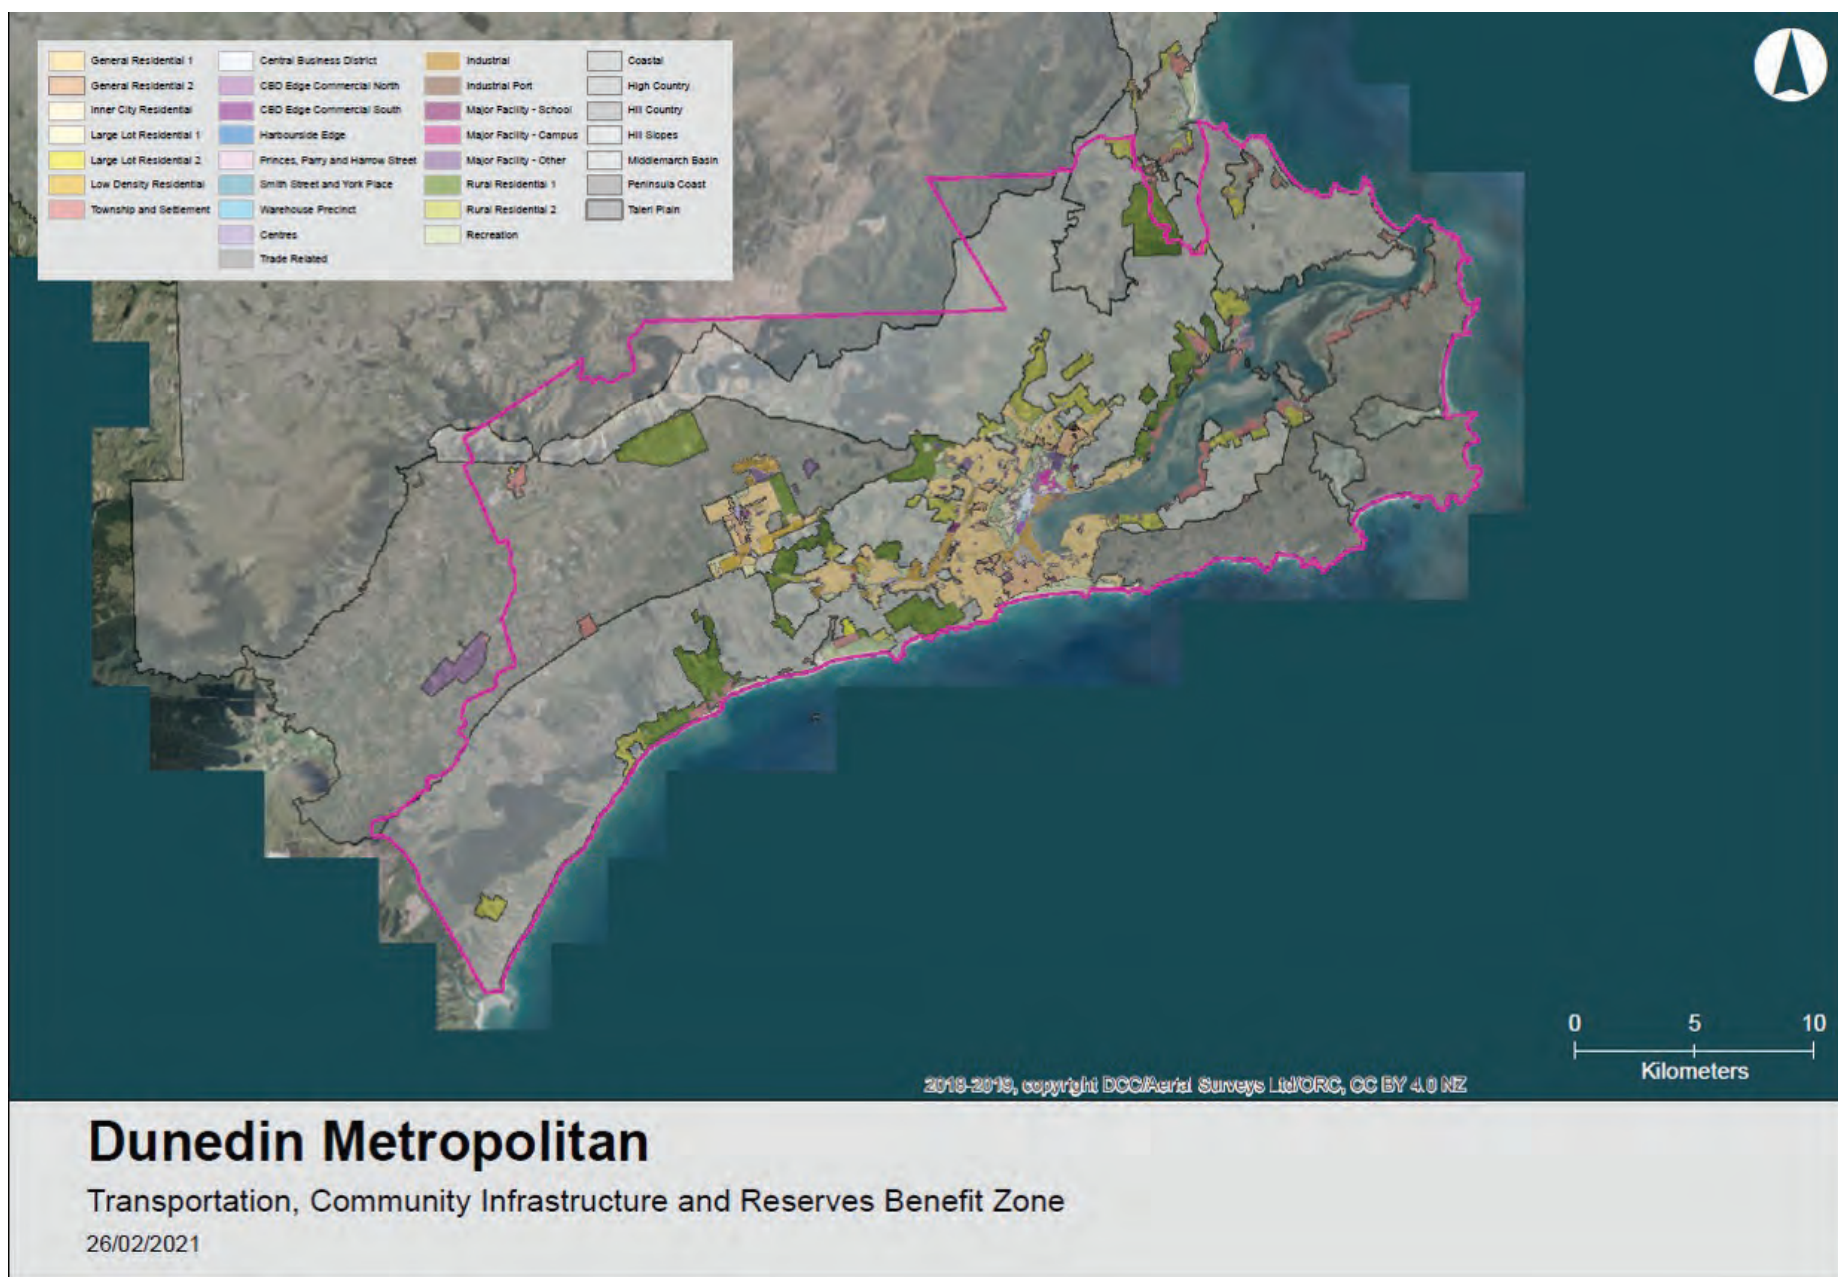 General Residential 1
General Residential 2
Inner City Residential
Large Lot Residential 1
Large Lot Residential 2
Low Density Residential
Township and Settlement
Central Business District
CBD Edge Commercial North
CBD Edge Commercial South
Harbourside Edge
Princes, Parry and Harrow Street
Smith Street and York Place
Warehouse Precinct
Centres
Trade Related
Industrial
Industrial Port
Major Facility - School
Major Facility - Campus
Major Facility - Other
Rural Residential 1
Rural Residential 2
Recreation
Coastal
High Country
Hill Country
Hill Slopes
Middlemarch Basin
Peninsula Coast
Taieri Plain
0 5 10
Kilometers
2018-2019, copyright DCC/Aerial Surveys Ltd/ORC, CC BY 4.0 NZ
Dunedin Metropolitan
Transportation, Community Infrastructure and Reserves Benefit Zone
26/02/2021